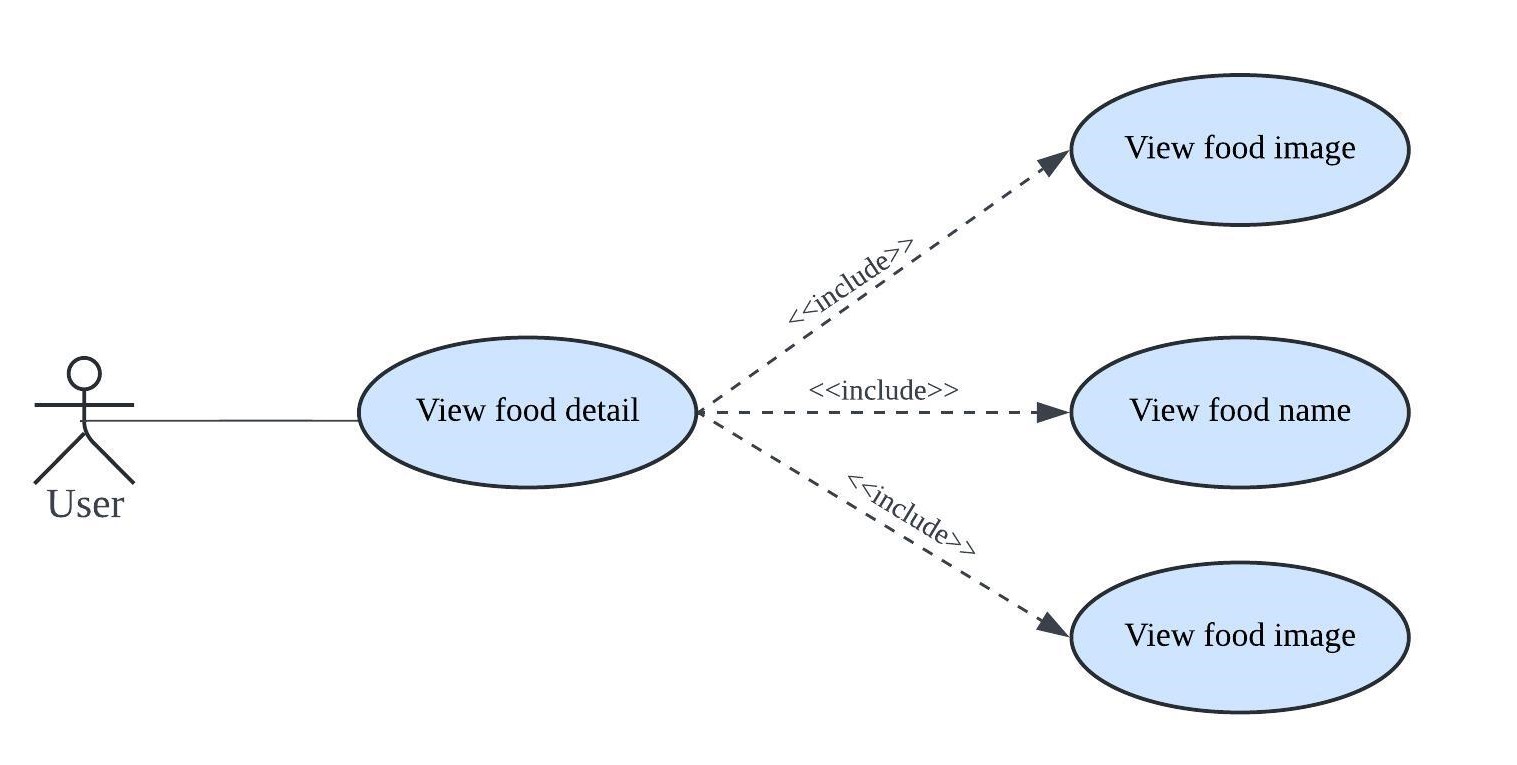 View food image
<<include>>
<<include>>
View food detail
View food name
<<include>>
User
View food image